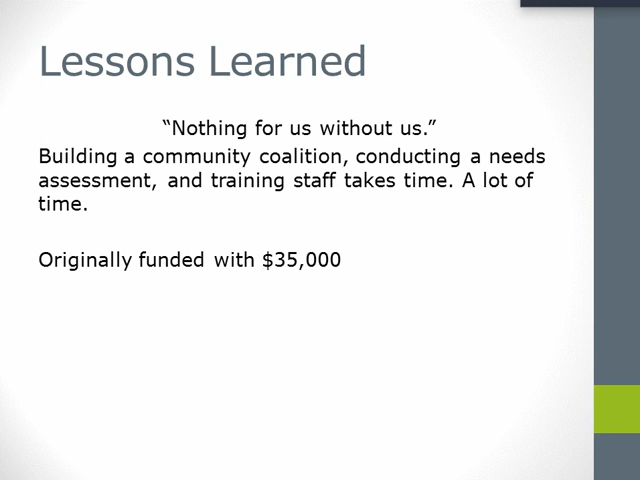 Lessons Learned
“Nothing for us without us.”
Building a community coalition, conducting a needs
assessment, and training staff takes time. A lot of
time.
Originally funded with $35,000